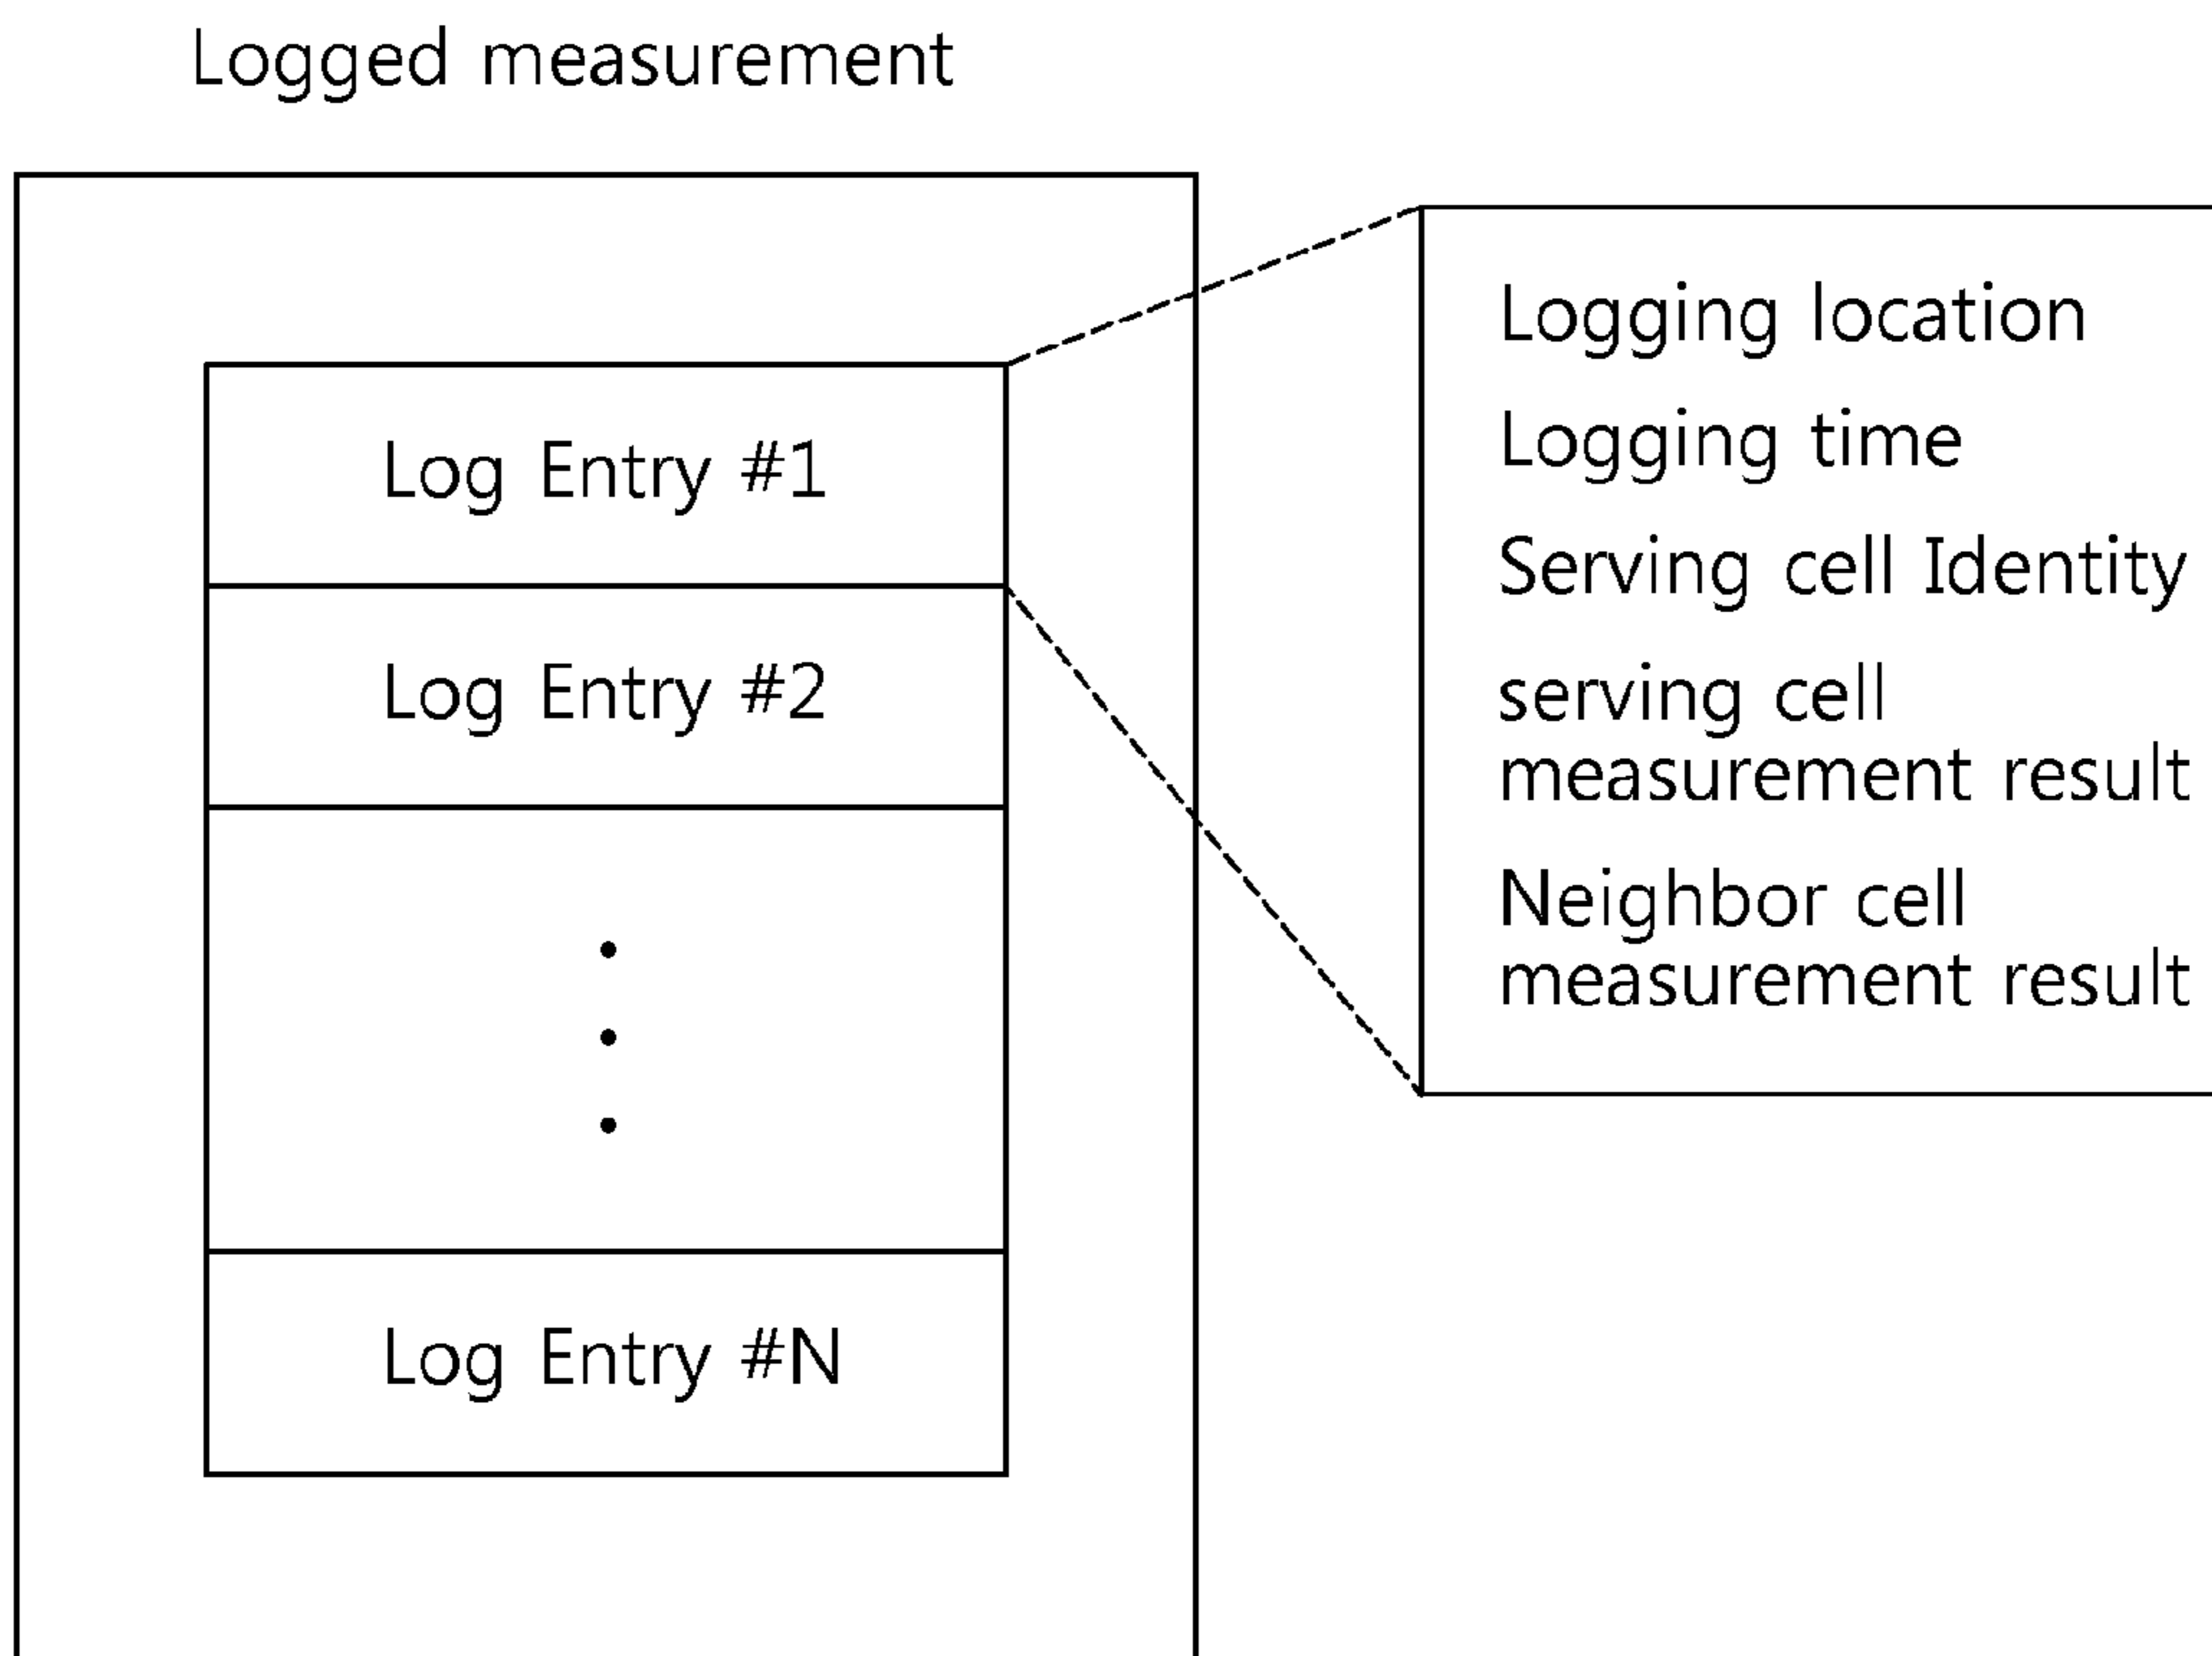 Logged measurement
Log Entry #1
Log Entry #2
Log Entry #N
Logging location
Logging time
Serving cell Identity
serving cell
measurement result
Neighbor cell
measurement result